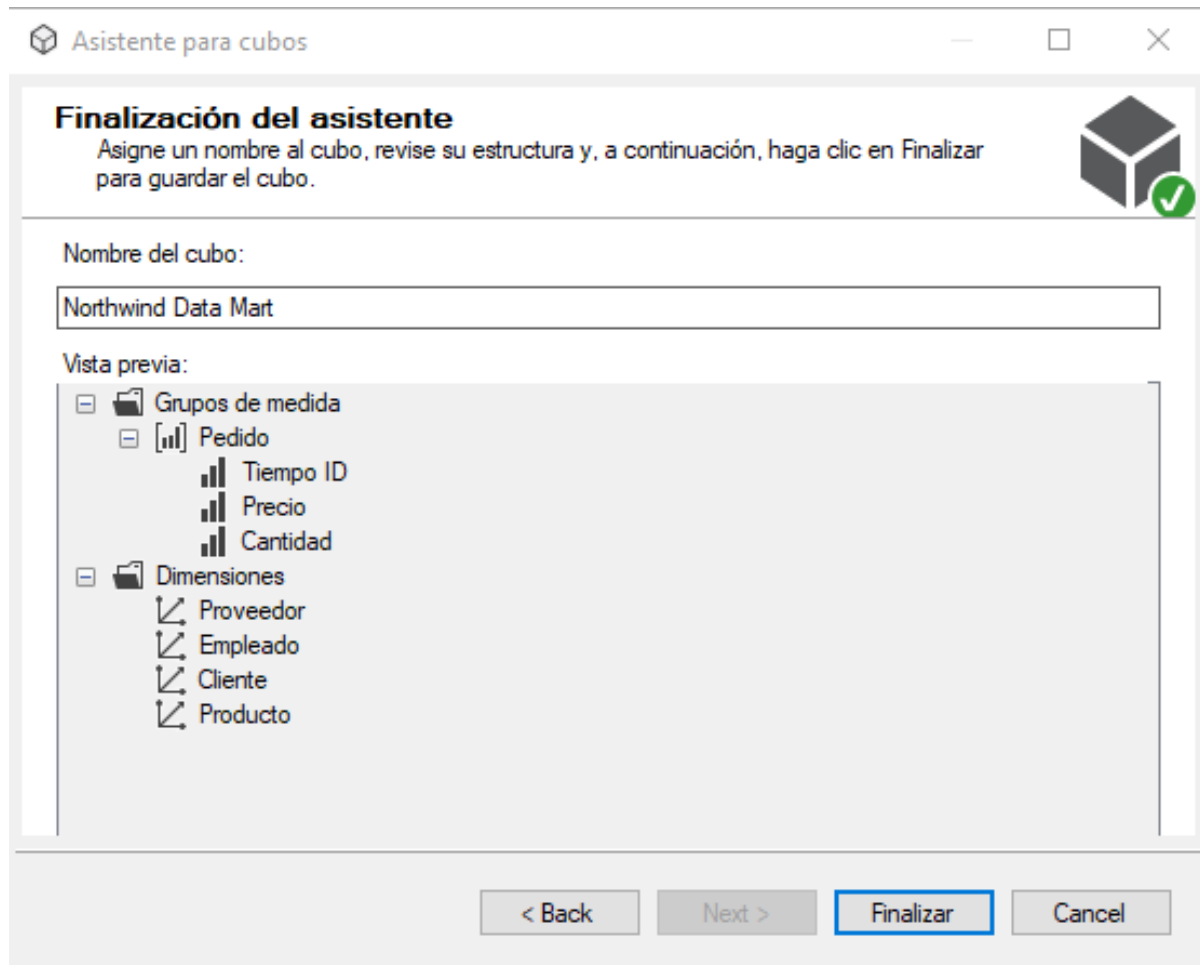 Asistente para cubos
Finalización del asistente
Asigne un nombre al cubo, revise su estructura y, a continuación, haga clic en Finalizar
para guardar el cubo.
Nombre del cubo:
Northwind Data Mart
Vista previa:
Grupos de medida
Pedido
Tiempo ID
Precio
Cantidad
Dimensiones
Proveedor
Empleado
Cliente
Producto
< Back Next > Finalizar Cancel